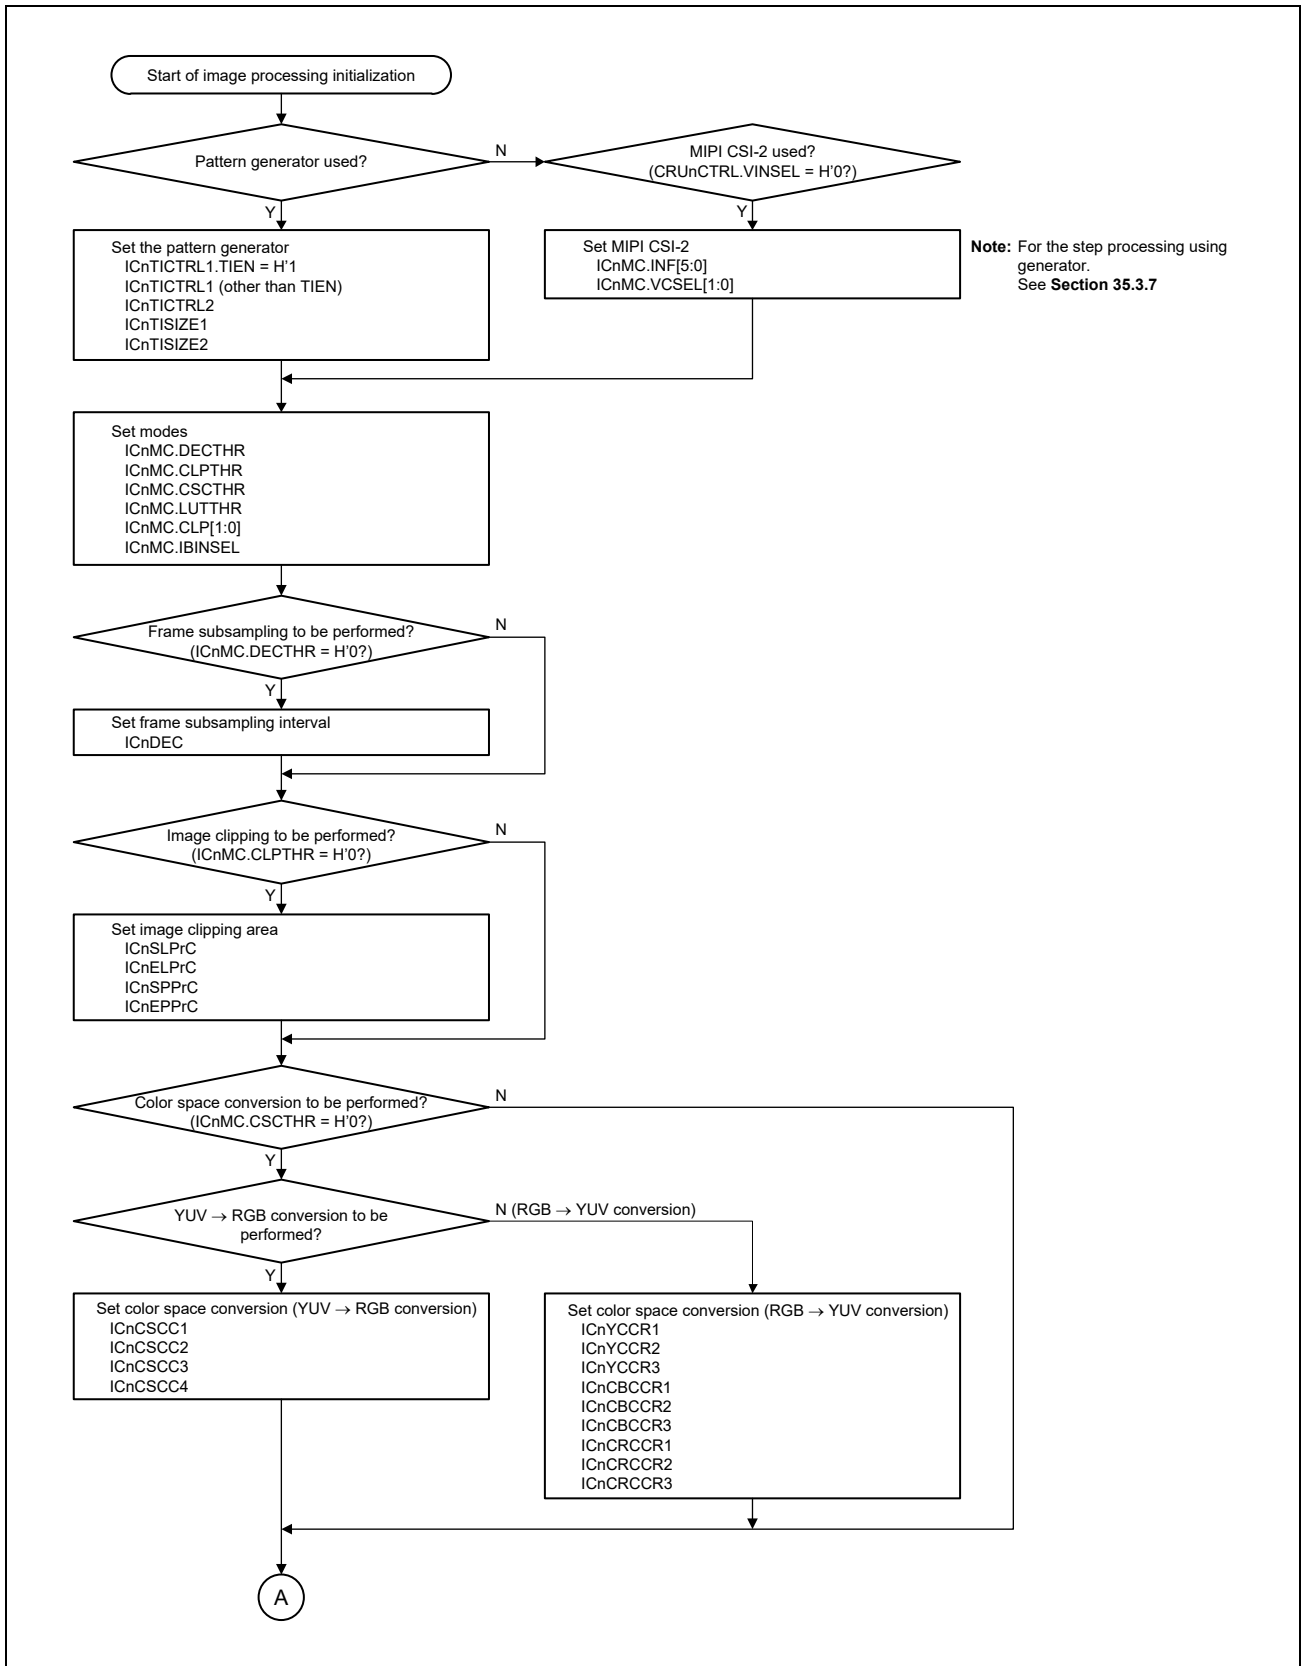 Start of image processing initialization
Pattern generator used?
N
MIPI CSI-2 used?
(CRUnCTRL.VINSEL = H'0?)
Y
Y
Set the pattern generator
ICnTICTRL1.TIEN = H'1
ICnTICTRL1 (other than TIEN)
ICnTICTRL2
ICnTISIZE1
ICnTISIZE2
Set MIPI CSI-2
ICnMC.INF[5:0]
ICnMC.VCSEL[1:0]
Note: For the step processing using
generator.
See Section 35.3.7
Set modes
ICnMC.DECTHR
ICnMC.CLPTHR
ICnMC.CSCTHR
ICnMC.LUTTHR
ICnMC.CLP[1:0]
ICnMC.IBINSEL
Frame subsampling to be performed?
(ICnMC.DECTHR = H'0?)
N
Y
Set frame subsampling interval
ICnDEC
Image clipping to be performed?
(ICnMC.CLPTHR = H'0?)
N
Y
Set image clipping area
ICnSLPrC
ICnELPrC
ICnSPPrC
ICnEPPrC
Color space conversion to be performed?
(ICnMC.CSCTHR = H'0?)
N
Y
YUV → RGB conversion to be
performed?
N (RGB → YUV conversion)
Y
Set color space conversion (YUV → RGB conversion)
ICnCSCC1
ICnCSCC2
ICnCSCC3
ICnCSCC4
Set color space conversion (RGB → YUV conversion)
ICnYCCR1
ICnYCCR2
ICnYCCR3
ICnCBCCR1
ICnCBCCR2
ICnCBCCR3
ICnCRCCR1
ICnCRCCR2
ICnCRCCR3
A